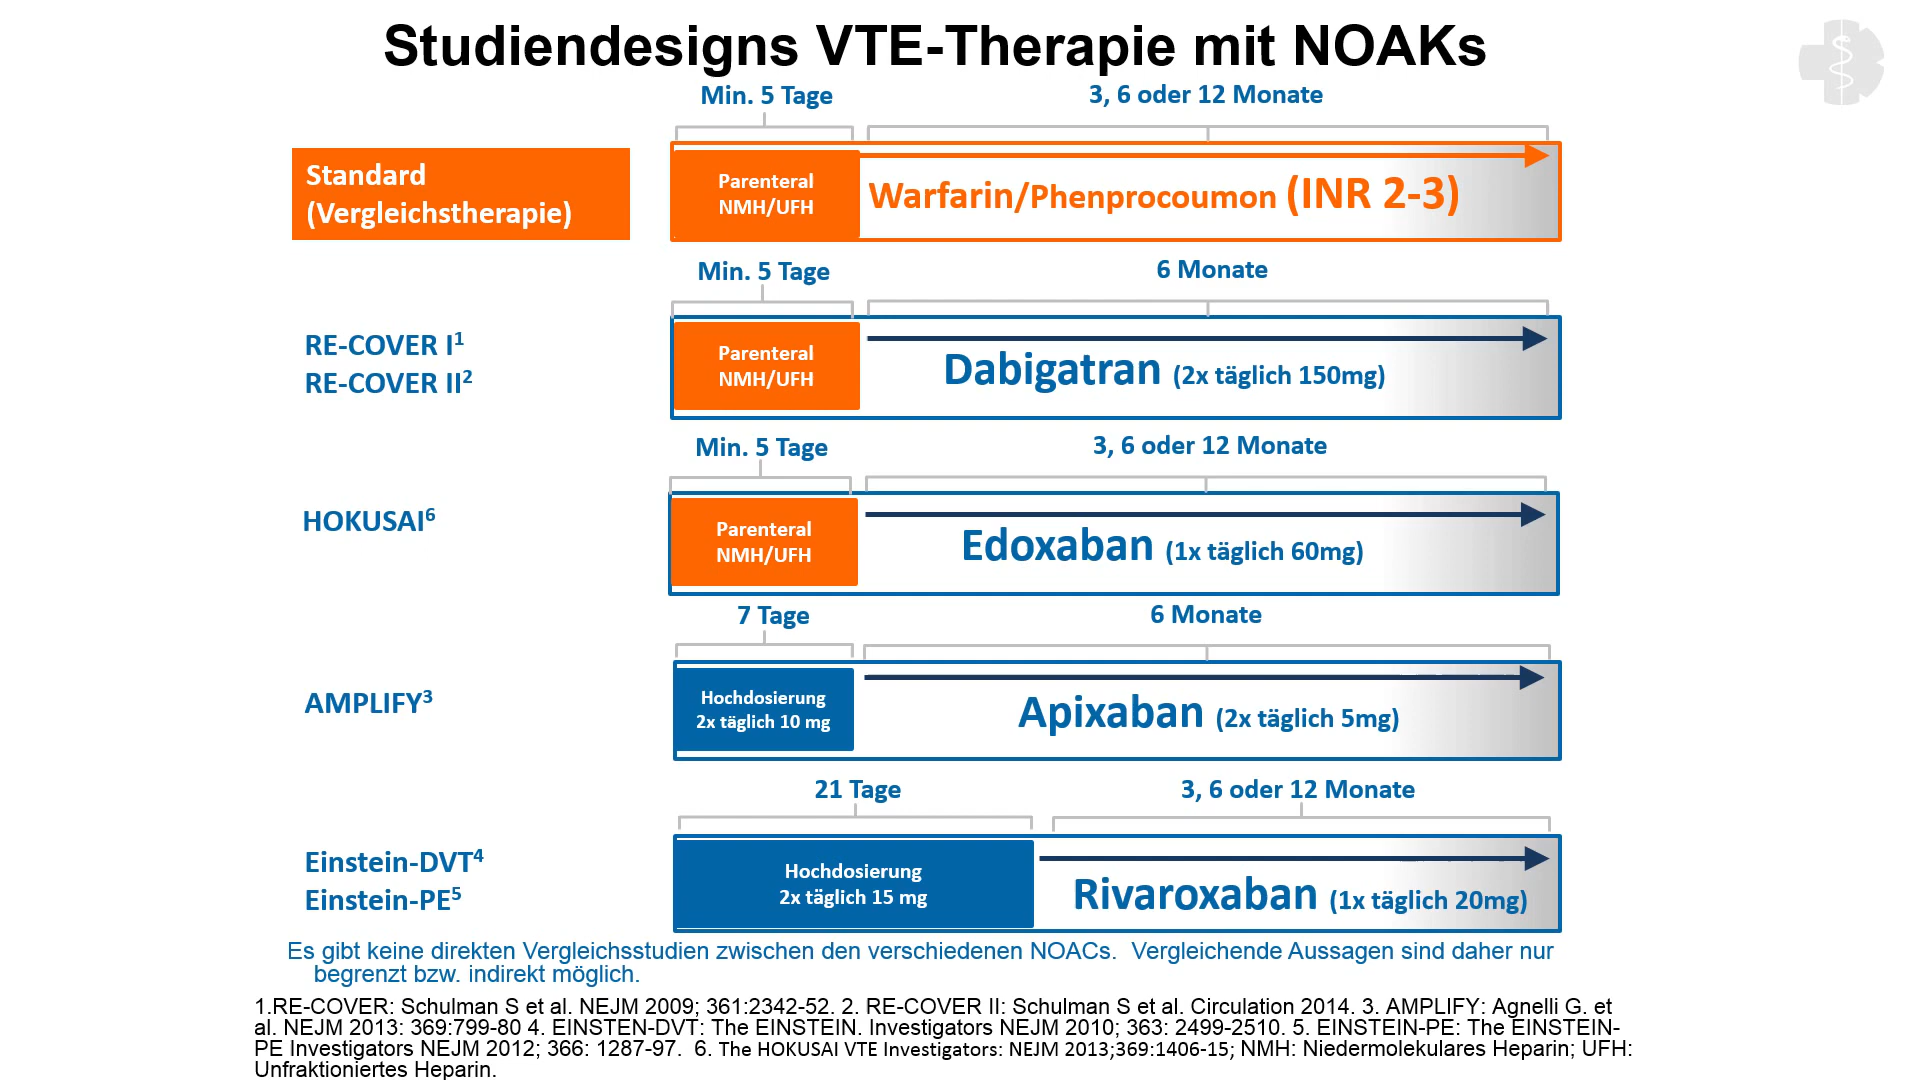 Studiendesigns VTE-Therapie mit NOAKs
Min. 5 Tage
3, 6 oder 12 Monate
Standard
(Vergleichstherapie)
Parenteral
NMH/UFH
Warfarin/Phenprocoumon (INR 2-3)
Min. 5 Tage
6 Monate
RE-COVER I1
RE-COVER II2
Parenteral
NMH/UFH
Dabigatran (2x täglich 150mg)
Min. 5 Tage
3, 6 oder 12 Monate
HOKUSAI6
Parenteral
NMH/UFH
Edoxaban (1x täglich 60mg)
7 Tage
6 Monate
AMPLIFY3
Hochdosierung
2x täglich 10 mg
Apixaban (2x täglich 5mg)
21 Tage
3, 6 oder 12 Monate
Einstein-DVT4
Einstein-PE5
Hochdosierung
2x täglich 15 mg
Rivaroxaban (1x täglich 20mg)
Es gibt keine direkten Vergleichsstudien zwischen den verschiedenen NOACs. Vergleichende Aussagen sind daher nur
begrenzt bzw. indirekt möglich.
1.RE-COVER: Schulman S et al. NEJM 2009; 361:2342-52. 2. RE-COVER II: Schulman S et al. Circulation 2014. 3. AMPLIFY: Agnelli G. et
al. NEJM 2013: 369:799-80 4. EINSTEN-DVT: The EINSTEIN. Investigators NEJM 2010; 363: 2499-2510. 5. EINSTEIN-PE: The EINSTEIN-
PE Investigators NEJM 2012; 366: 1287-97. 6. The HOKUSAI VTE Investigators: NEJM 2013;369:1406-15; NMH: Niedermolekulares Heparin; UFH:
Unfraktioniertes Heparin.